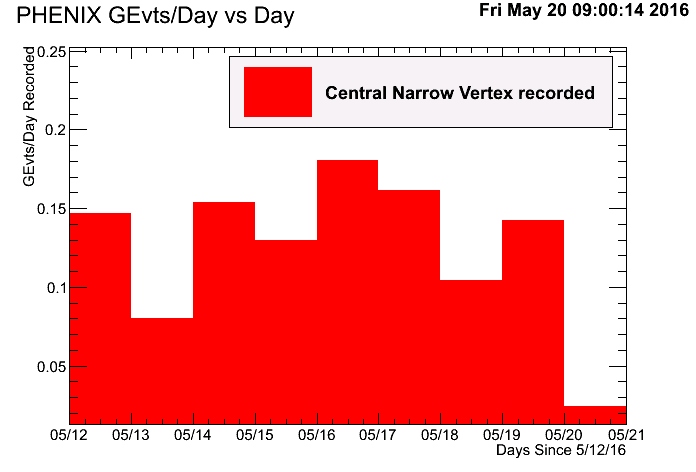 PHENIX GEvts/Day vs Day
Fri May 20 09:00:14 2016
GEvts/Day Recorded
0.25
0.2
0.15
0.1
0.05
Central Narrow Vertex recorded
05/12 05/13 05/14 05/15 05/16 05/17 05/18 05/19 05/20 05/21
Days Since 5/12/16